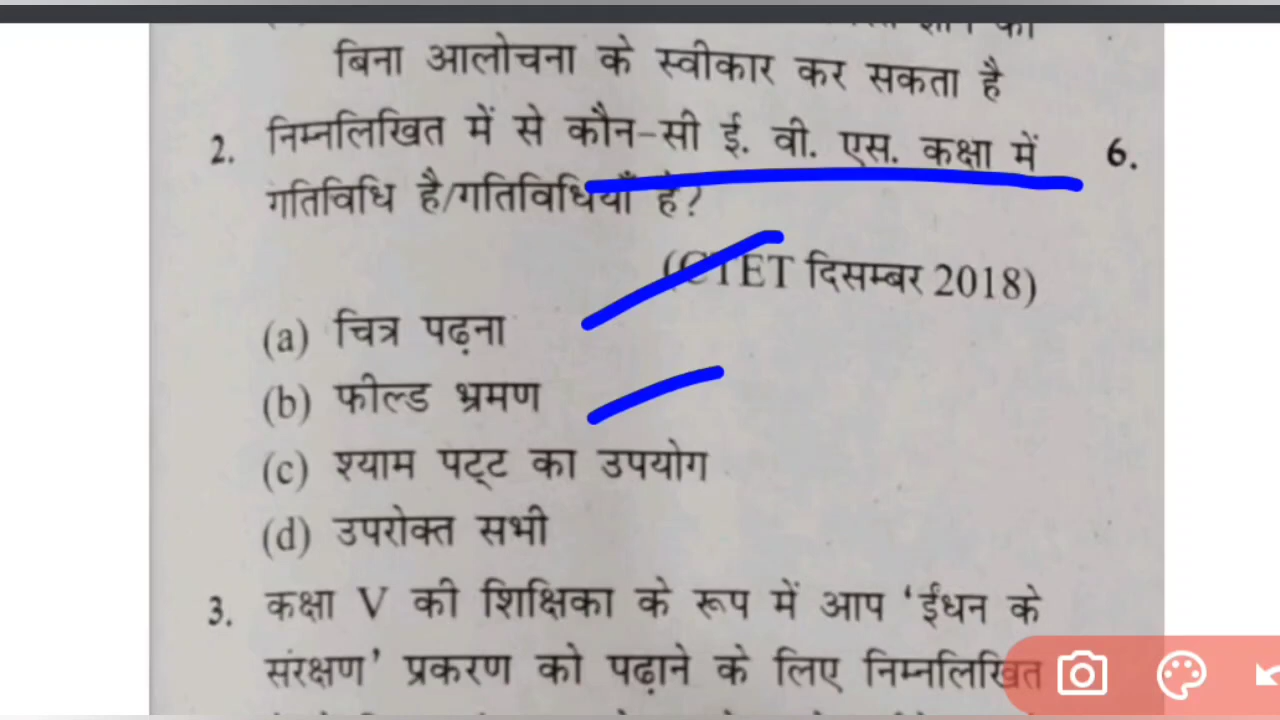 बिना आलोचना के स्वीकार कर सकता है
2. निम्नलिखित में से कौन-सी ई. वी. एस. कक्षा में 6.
गतिविधि है/गतिविधियाँ हैं?
(CTET दिसम्बर 2018)
(a) चित्र पढ़ना
(b) फील्ड भ्रमण
(c) श्याम पट्ट का उपयोग
(d) उपरोक्त सभी
3. कक्षा V की शिक्षिका के रूप में आप ‘ईंधन के
संरक्षण’ प्रकरण को पढ़ाने के लिए निम्नलिखित